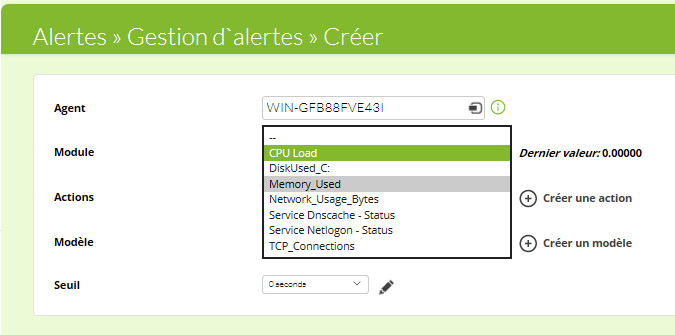 Alertes » Gestion d`alertes » Créer
Agent
WIN-GFB88FVE43I
Module
--
CPU Load
DiskUsed_C:
Memory_Used
Network_Usage_Bytes
Service Dnscache - Status
Service Netlogon - Status
TCP_Connections
Dernier valeur: 0.00000
Actions
Créer une action
Modèle
Créer un modèle
Seuil
0 seconds